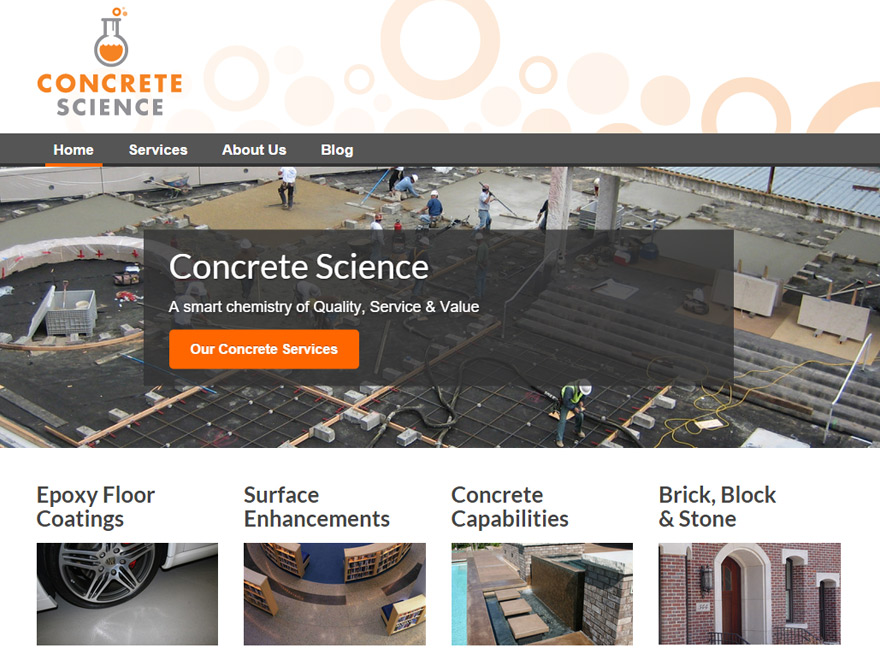 CONCRETE
SCIENCE
Home Services About Us Blog
Concrete Science
A smart chemistry of Quality, Service & Value
Our Concrete Services
Epoxy Floor
Coatings
Surface
Enhancements
Concrete
Capabilities
Brick, Block
& Stone